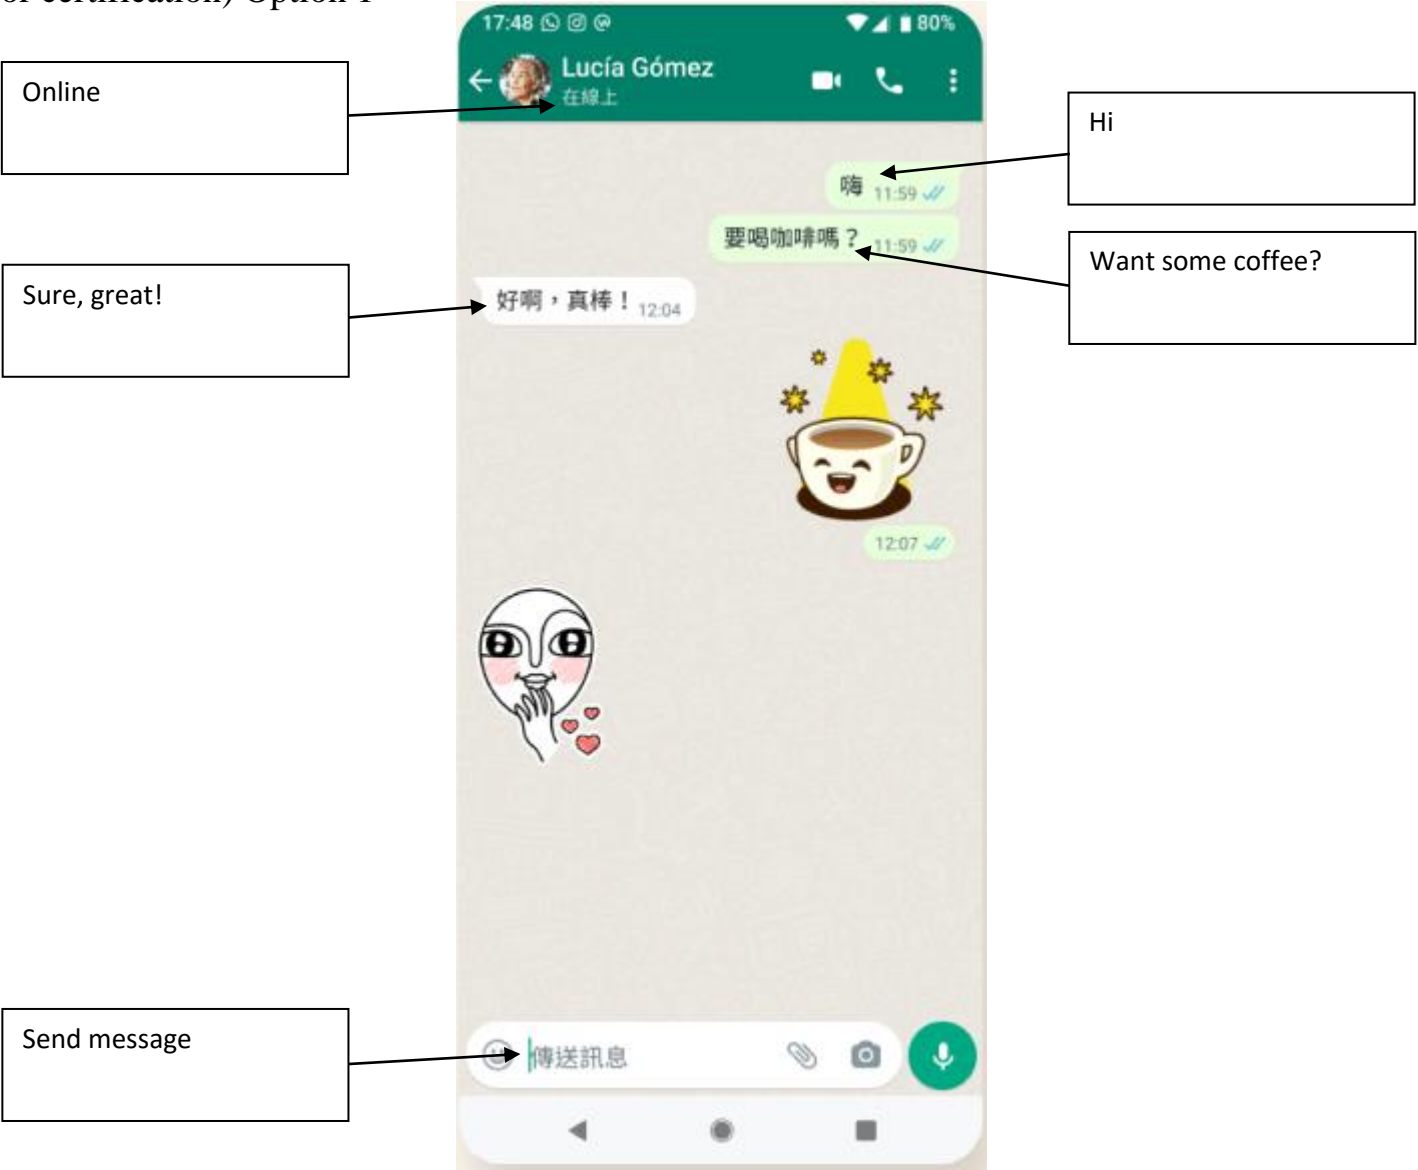 or certification) Option 1
17:48 80%
Lucía Gómez
在線上
Online
Hi
嗨 11:59
要喝咖啡嗎？ 11:59
Want some coffee?
Sure, great!
好啊，真棒！ 12:04
12:07
Send message
傳送訊息